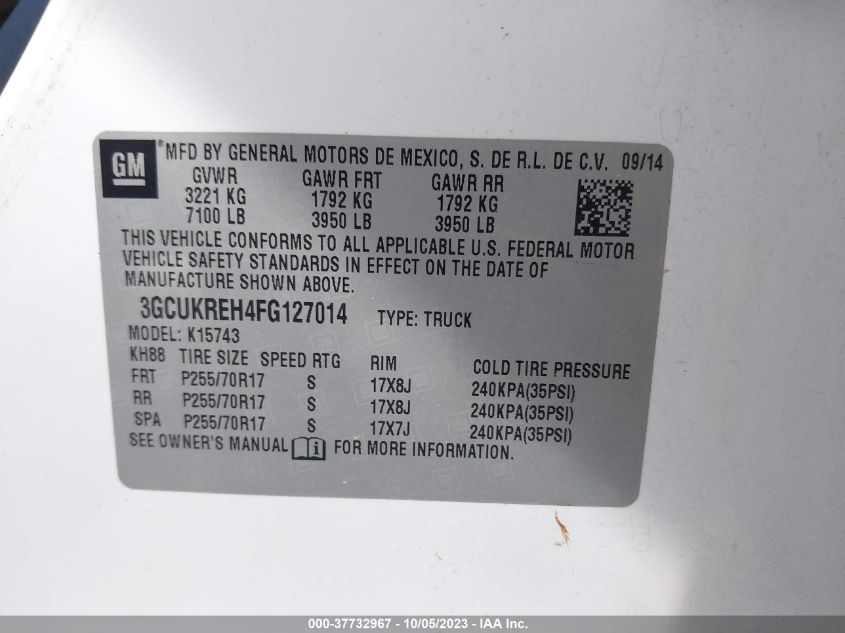 GM ® MFD BY GENERAL MOTORS DE MEXICO, S. DE R.L. DE C.V. 09/14
GVWR GAWR FRT GAWR RR
3221 KG 1792 KG 1792 KG
7100 LB 3950 LB 3950 LB
THIS VEHICLE CONFORMS TO ALL APPLICABLE U.S. FEDERAL MOTOR
VEHICLE SAFETY STANDARDS IN EFFECT ON THE DATE OF
MANUFACTURE SHOWN ABOVE.
3GCUKREH4FG127014 TYPE: TRUCK
MODEL: K15743
KH88 TIRE SIZE SPEED RTG RIM COLD TIRE PRESSURE
FRT P255/70R17 S 17X8J 240KPA(35PSI)
RR P255/70R17 S 17X8J 240KPA(35PSI)
SPA P255/70R17 S 17X7J 240KPA(35PSI)
SEE OWNER'S MANUAL i FOR MORE INFORMATION.
000-37732967 - 10/05/2023 - IAA Inc.